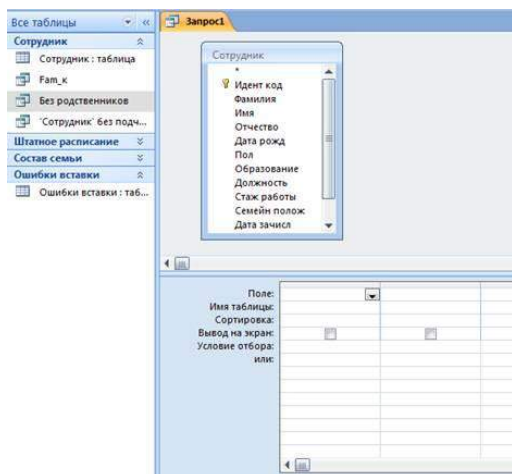 Все таблицы
Сотрудник
Сотрудник : таблица
Fam_к
Без родственников
'Сотрудник' без подч...
Штатное расписание
Состав семьи
Ошибки вставки
Ошибки вставки : таб...
Запрос1
Сотрудник
*
Идент код
Фамилия
Имя
Отчество
Дата рожд
Пол
Образование
Должность
Стаж работы
Семейн полож
Дата зачисл
Поле:
Имя таблицы:
Сортировка:
Вывод на экран:
Условие отбора:
или: